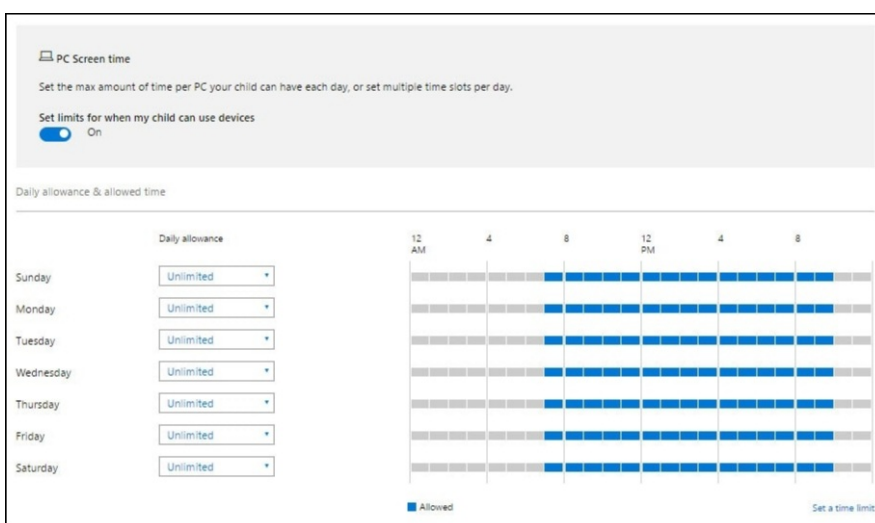 PC Screen time
Set the max amount of time per PC your child can have each day, or set multiple time slots per day.
Set limits for when my child can use devices
On
Daily allowance & allowed time
Daily allowance
12 AM 4 8 12 PM 4 8
Sunday Unlimited
Monday Unlimited
Tuesday Unlimited
Wednesday Unlimited
Thursday Unlimited
Friday Unlimited
Saturday Unlimited
Allowed
Set a time limit